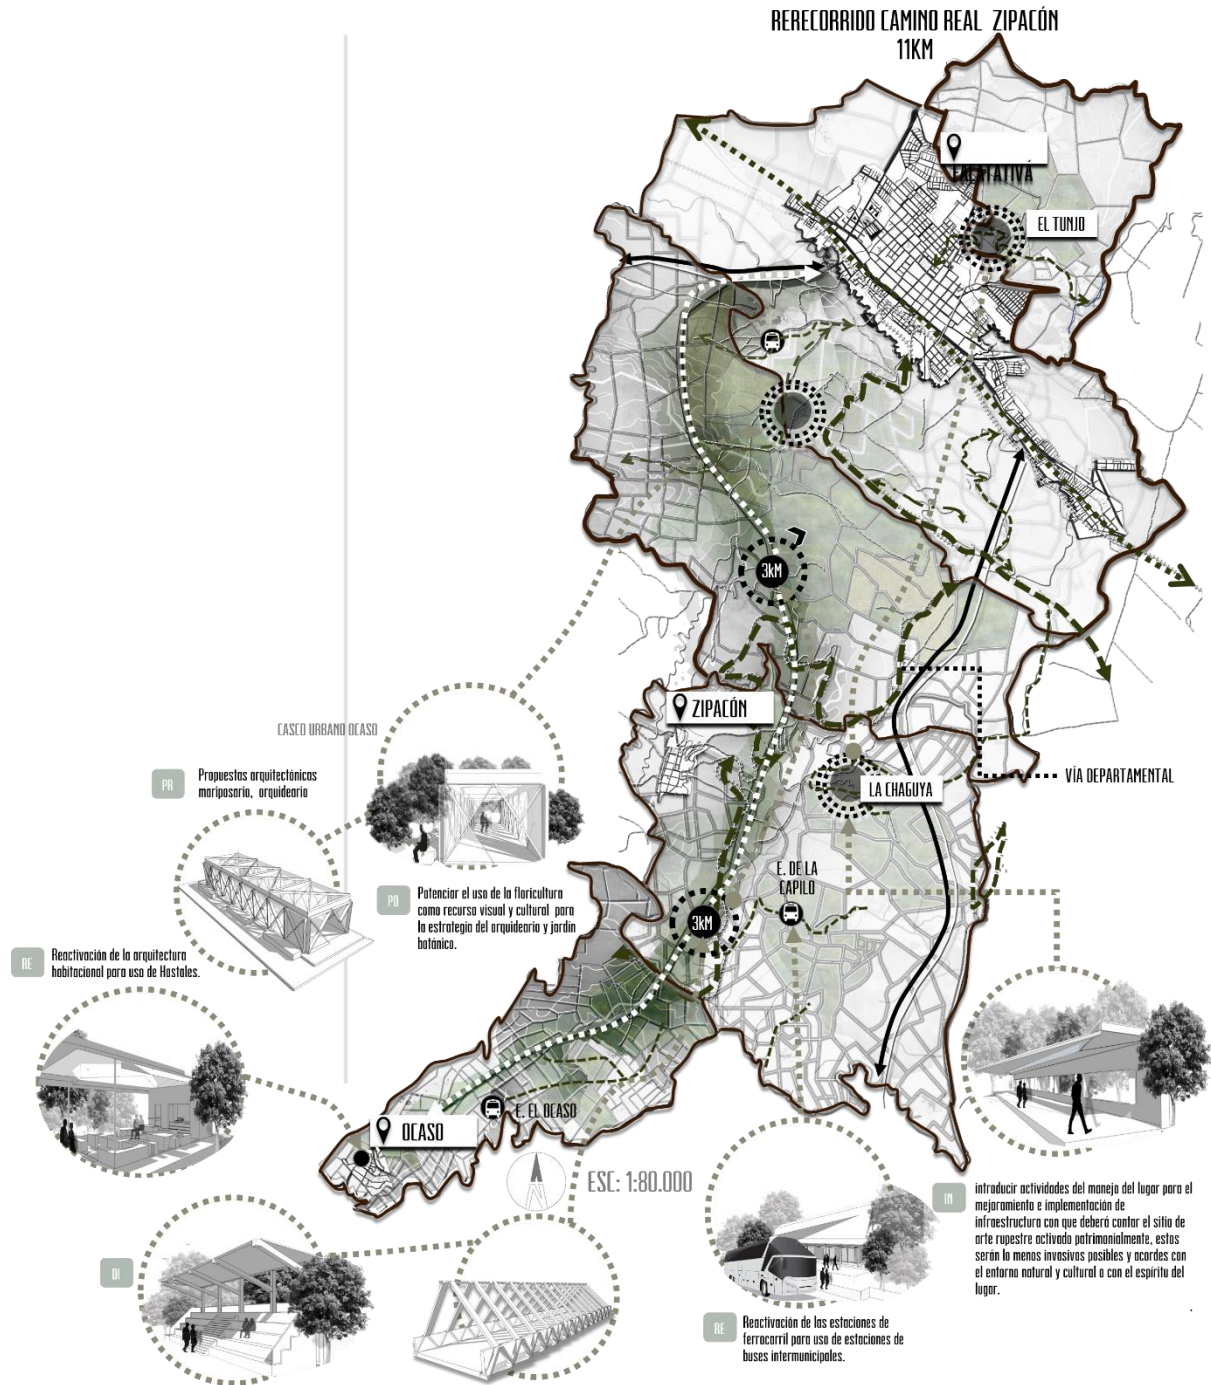 RERECORRIDO CAMINO REAL ZIPACÓN
11KM
FACATATIVÁ
EL TUNJO
3KM
ZIPACÓN
CASCO URBANO OCASO
VÍA DEPARTAMENTAL
LA CHAGUYA
PR
Propuestas arquitectónicas
mariposario, orquideario
E. DE LA
CAPILO
PO
Potenciar el uso de la floricultura
como recurso visual y cultural para
la estrategia del orquideario y jardín
botánico.
3KM
RE
Reactivación de la arquitectura
habitacional para uso de Hostales.
E. EL OCASO
OCASO
ESC: 1:80.000
IN
introducir actividades del manejo del lugar para el
mejoramiento e implementación de
infraestructura con que deberá contar el sitio de
arte rupestre activado patrimonialmente, estos
serán lo menos invasivos posibles y acordes con
el entorno natural y cultural o con el espíritu del
lugar.
.
DI
RE
Reactivación de las estaciones de
ferrocarril para uso de estaciones de
buses intermunicipales.